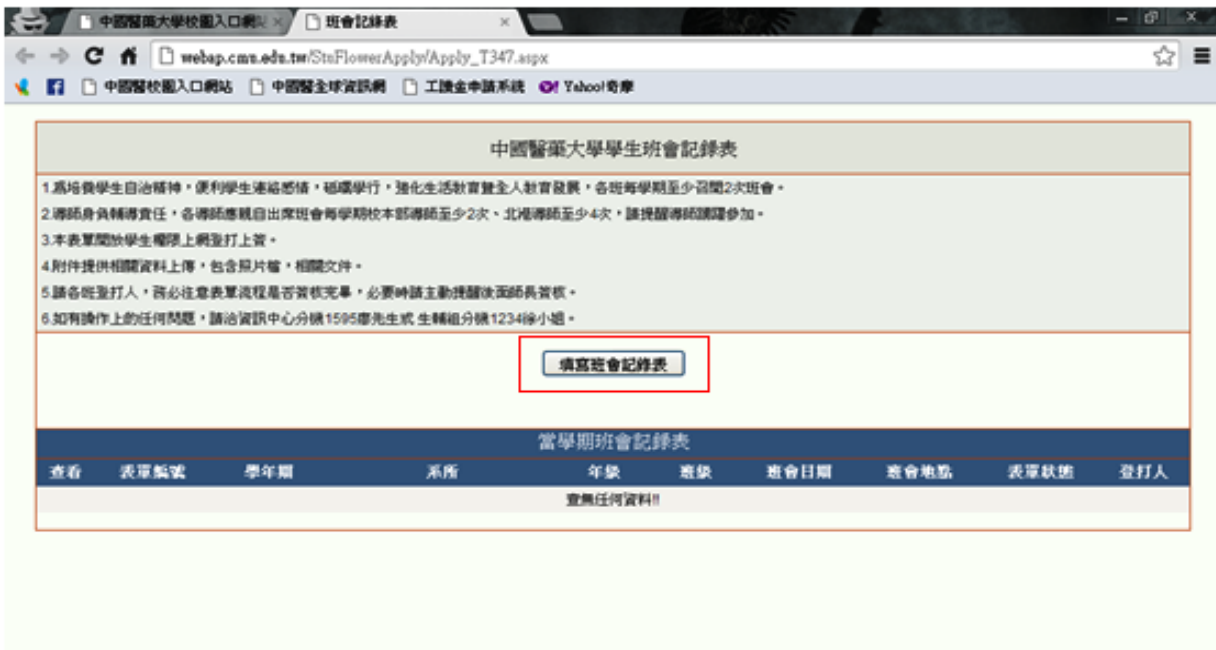 中國醫藥大學校園入口網
班會記錄表
webap.cmu.edu.tw/StnFlowerApply/Apply_T347.aspx
中國醫校園入口網站 中國醫全球資訊網 工讀金申請系統 Yahoo!奇摩
中國醫藥大學學生班會記錄表
1.為培養學生自治精神，便利學生連絡感情，砥礪學行，強化生活教育暨全人教育發展，各班每學期至少召開2次班會。
2.導師身負輔導責任，各導師應親自出席班會每學期校本部導師至少2次、北港導師至少4次，請提醒導師踴躍參加。
3.本表單開放學生權限上網登打上簽。
4.附件提供相關資料上傳，包含照片檔，相關文件。
5.請各班登打人，務必注意表單流程是否簽核完畢，必要時請主動提醒後面師長簽核。
6.如有操作上的任何問題，請洽資訊中心分機1595廖先生或 生輔組分機1234徐小姐。
填寫班會記錄表
當學期班會記錄表
查看 表單編號 學年期 系所 年級 班級 班會日期 班會地點 表單狀態 登打人
查無任何資料!!